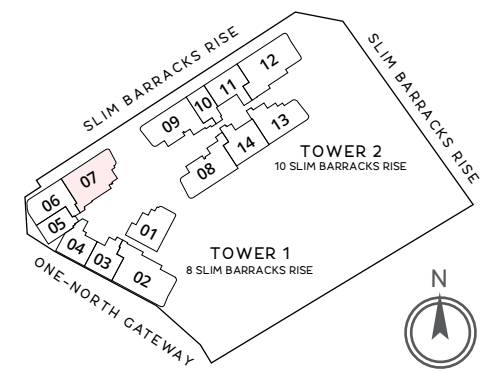 SLIM BARRACKS RISE
SLIM BARRACKS RISE
12
11
10
09
13
14
08
TOWER 2
10 SLIM BARRACKS RISE
07
06
05
04
03
02
01
TOWER 1
8 SLIM BARRACKS RISE
ONE-NORTH GATEWAY
N